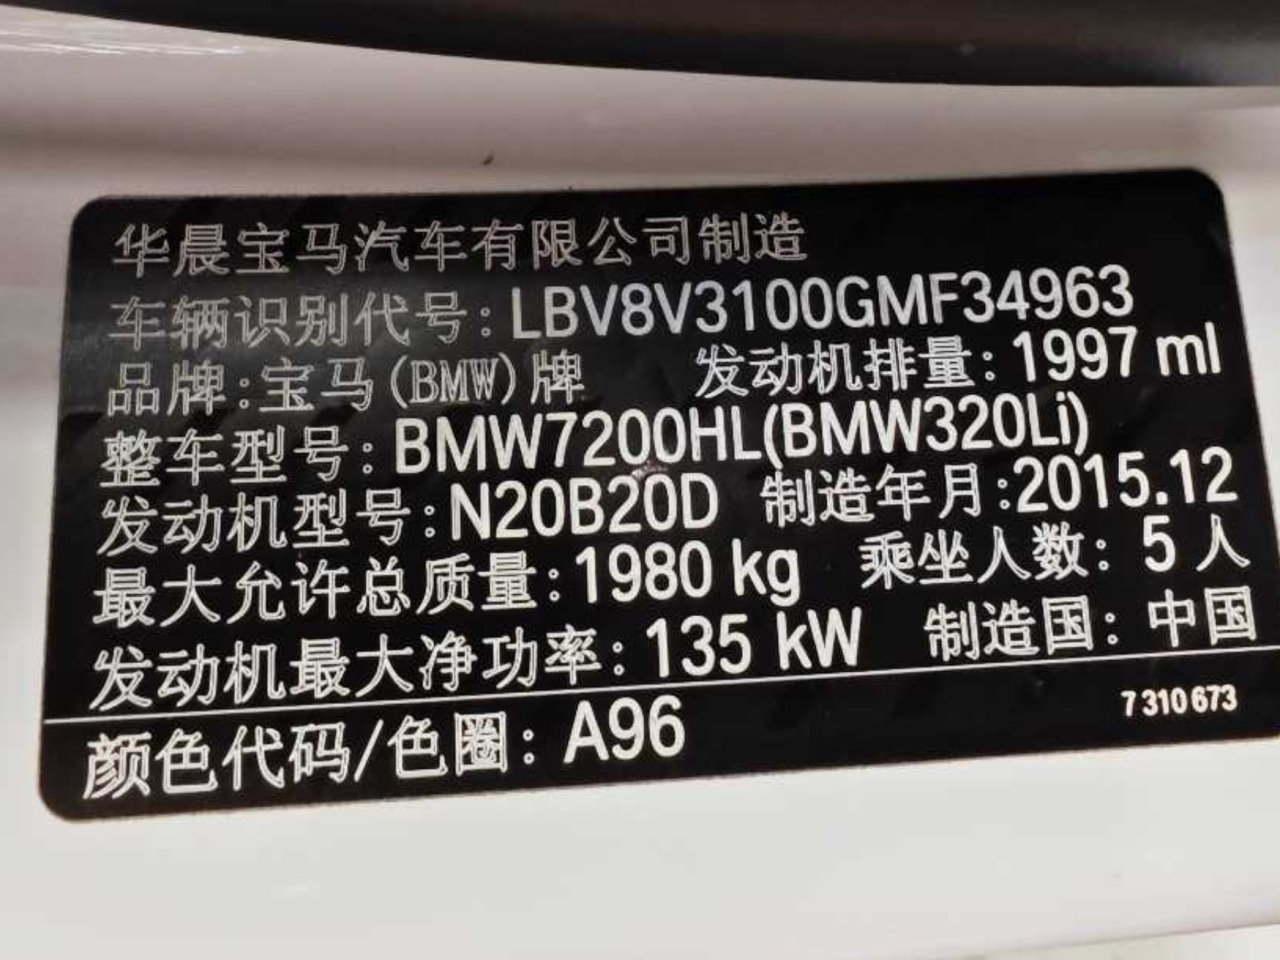 华晨宝马汽车有限公司制造
车辆识别代号:LBV8V3100GMF34963
品牌:宝马(BMW)牌 发动机排量:1997 ml
整车型号:BMW7200HL(BMW320Li)
发动机型号:N20B20D 制造年月:2015.12
最大允许总质量:1980 kg 乘坐人数: 5 人
发动机最大净功率:135 kW 制造国: 中国
颜色代码/色圈: A96 7 310 673